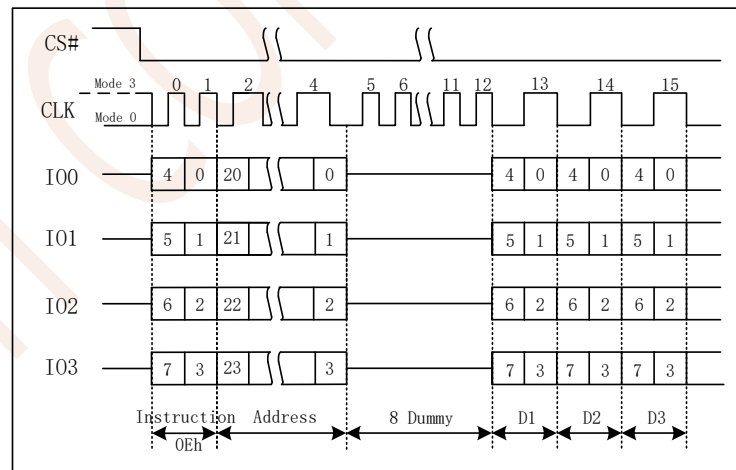 CS#
Mode 3 0 1 2 4 5 6 11 12 13 14 15
CLK
Mode 0
IO0 4 0 20 0 4 0 4 0 4 0
IO1 5 1 21 1 5 1 5 1 5 1
IO2 6 2 22 2 6 2 6 2 6 2
IO3 7 3 23 3 7 3 7 3 7 3
Instruction Address 8 Dummy D1 D2 D3
0Eh